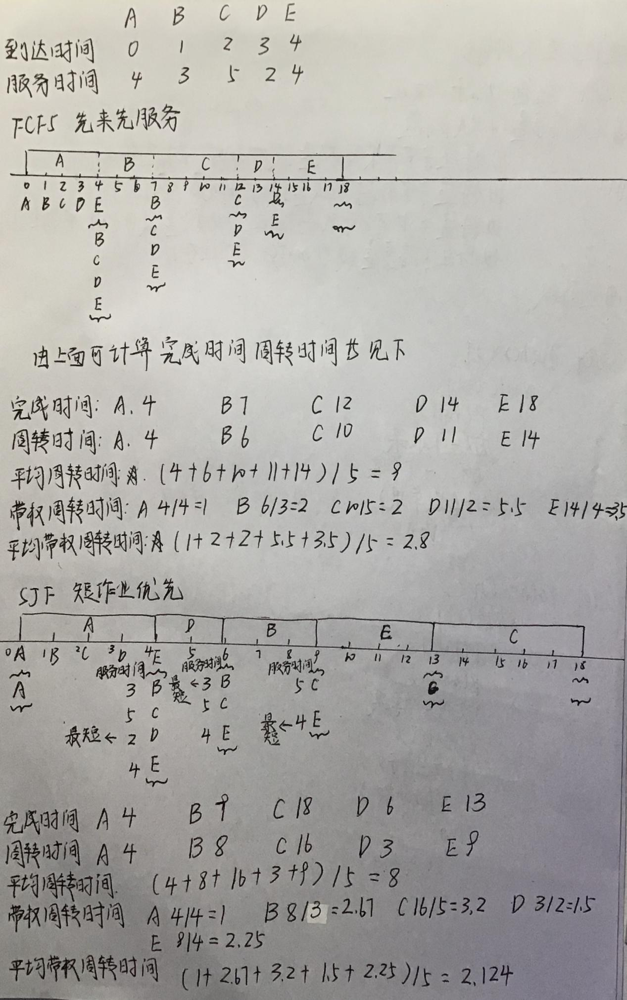 A B C D E
到达时间 0 1 2 3 4
服务时间 4 3 5 2 4
FCFS 先来先服务
A B C D E
0 1 2 3 4 5 6 7 8 9 10 11 12 13 14 15 16 17 18
A B C D E B C D
B C D E
C D E
D E
E
由上面可计算完成时间 周转时间 见下
完成时间: A. 4 B 7 C 12 D 14 E 18
周转时间: A. 4 B 6 C 10 D 11 E 14
平均周转时间: (4+6+10+11+14)/5 = 9
带权周转时间: A 4/4=1 B 6/3=2 C 10/5=2 D 11/2=5.5 E 14/4=3.5
平均带权周转时间: (1+2+2+5.5+3.5)/5 = 2.8
SJF 短作业优先
A D B E C
0 A 1 B 2 C 3 D 4 E 5 6 7 8 9 10 11 12 13 14 15 16 17 18
服务时间 服务时间 服务时间
A 3 B 最短 ← 3 B 5 C C
5 C 5 C
最短 ← 2 D 4 E 最短 ← 4 E
4 E
完成时间 A 4 B 9 C 18 D 6 E 13
周转时间 A 4 B 8 C 16 D 3 E 9
平均周转时间. (4+8+16+3+9)/5 = 8
带权周转时间 A 4/4=1 B 8/3=2.67 C 16/5=3.2 D 3/2=1.5
E 9/4=2.25
平均带权周转时间 (1+2.67+3.2+1.5+2.25)/5 = 2.124